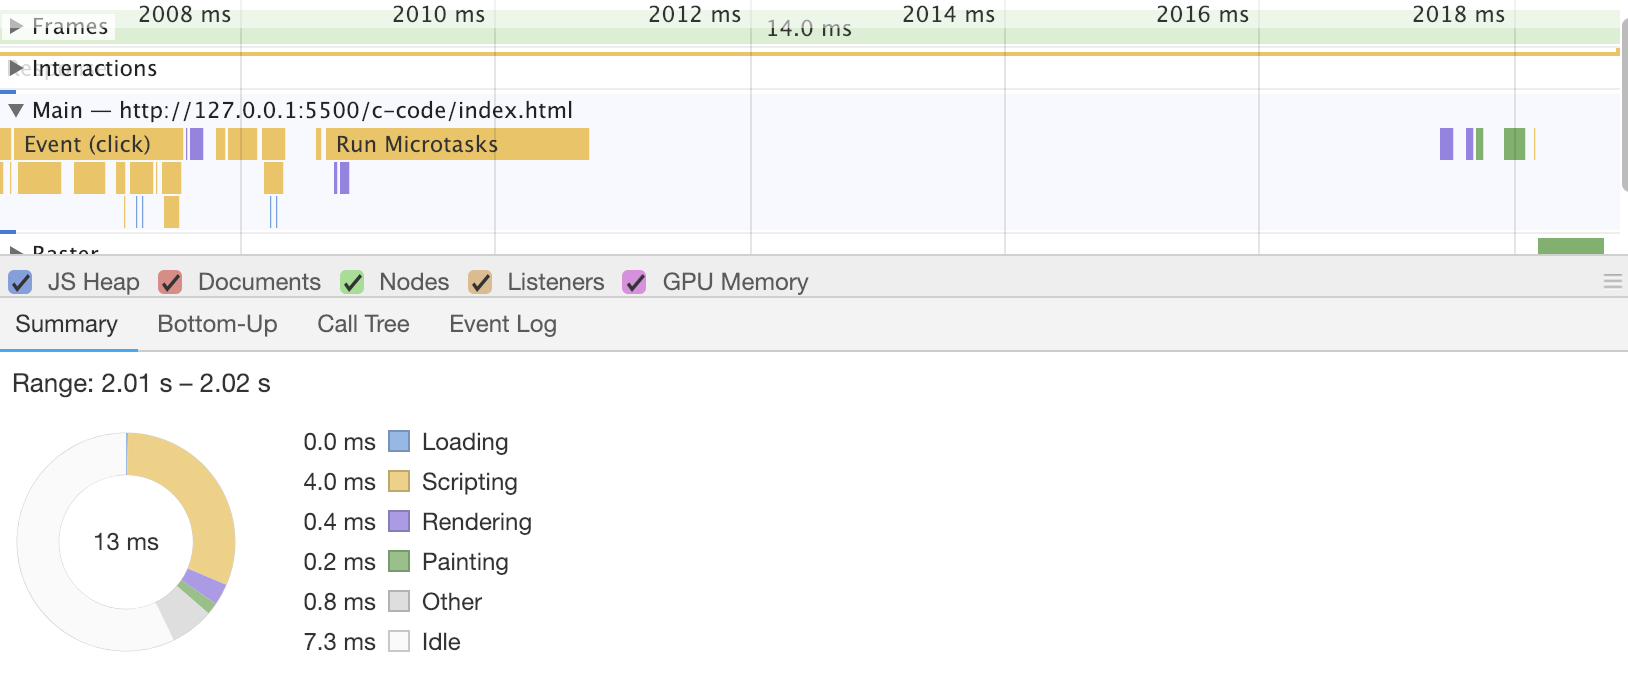 2008 ms 2010 ms 2012 ms 2014 ms 2016 ms 2018 ms
Frames 14.0 ms
Interactions
Main — http://127.0.0.1:5500/c-code/index.html
Event (click) Run Microtasks
Raster
JS Heap Documents Nodes Listeners GPU Memory
Summary Bottom-Up Call Tree Event Log
Range: 2.01 s – 2.02 s
13 ms
0.0 ms Loading
4.0 ms Scripting
0.4 ms Rendering
0.2 ms Painting
0.8 ms Other
7.3 ms Idle